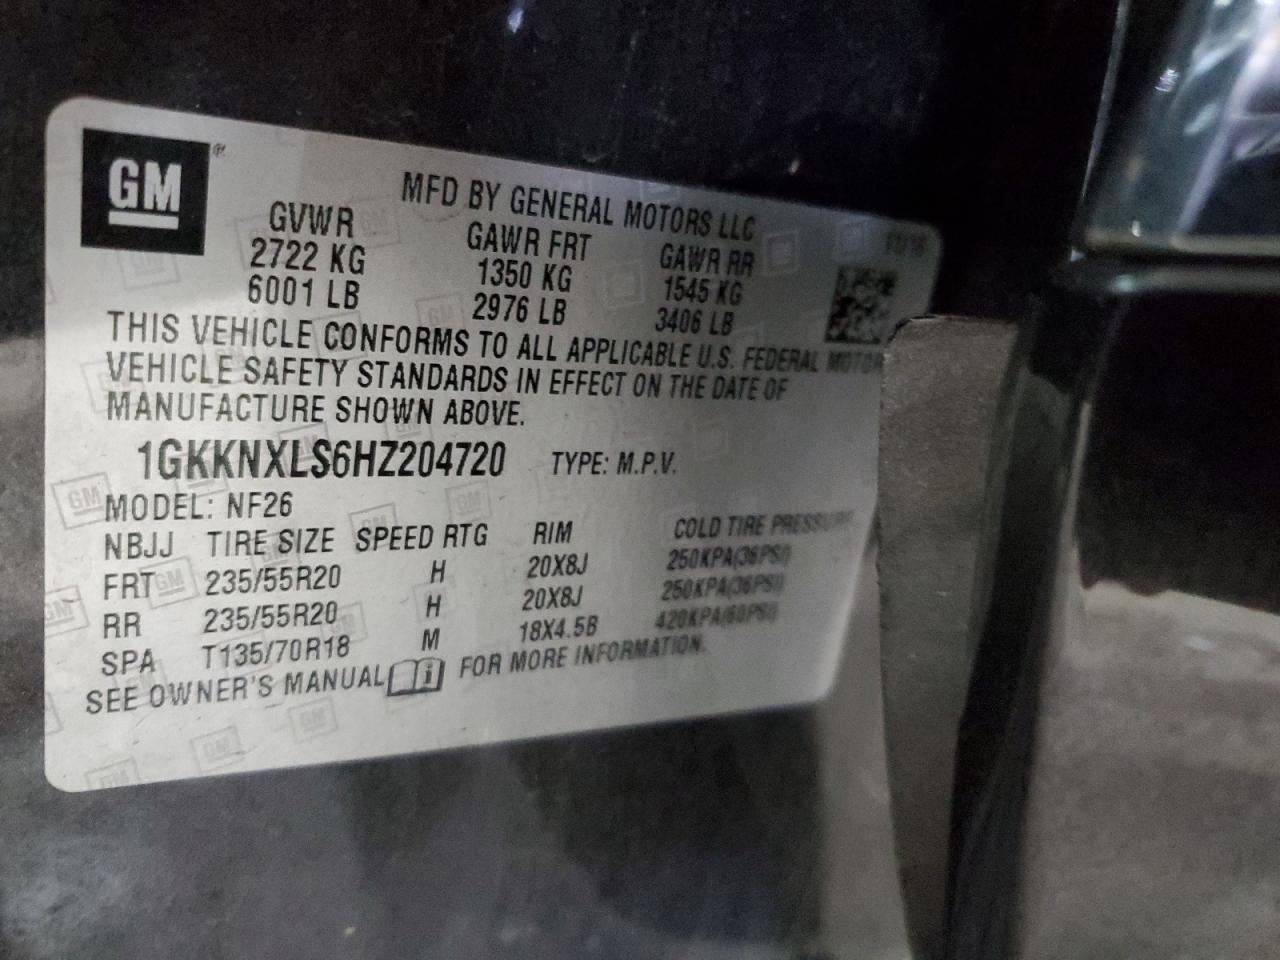 GM
MFD BY GENERAL MOTORS LLC
GVWR GAWR FRT GAWR RR
2722 KG 1350 KG 1545 KG
6001 LB 2976 LB 3406 LB
THIS VEHICLE CONFORMS TO ALL APPLICABLE U.S. FEDERAL MOTOR
VEHICLE SAFETY STANDARDS IN EFFECT ON THE DATE OF
MANUFACTURE SHOWN ABOVE.
1GKKNXLS6HZ204720 TYPE: M.P.V.
MODEL: NF26
NBJJ TIRE SIZE SPEED RTG RIM COLD TIRE PRESSURE
FRT 235/55R20 H 20X8J 250KPA(36PSI)
RR 235/55R20 H 20X8J 250KPA(36PSI)
SPA T135/70R18 M 18X4.5B 420KPA(60PSI)
SEE OWNER'S MANUAL FOR MORE INFORMATION.